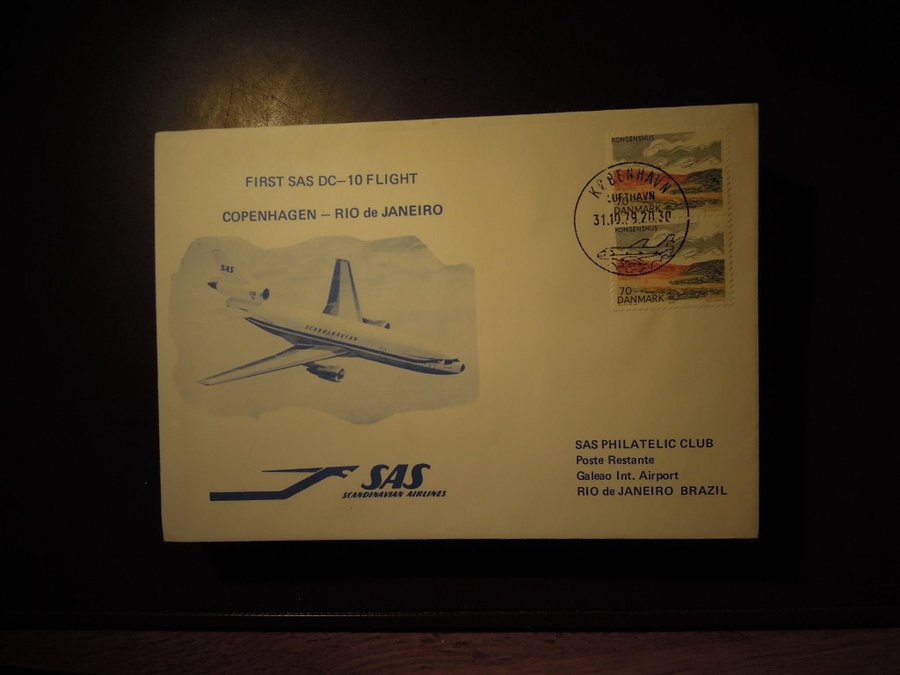 FIRST SAS DC-10 FLIGHT
COPENHAGEN - RIO de JANEIRO
SAS
SCANDINAVIAN
SAS
SCANDINAVIAN AIRLINES
KONGENSHUS
70
DANMARK
KØBENHAVN
LUFTHAVN
31.10.79.20.30
KONGENSHUS
70
DANMARK
SAS PHILATELIC CLUB
Poste Restante
Galeao Int. Airport
RIO de JANEIRO BRAZIL